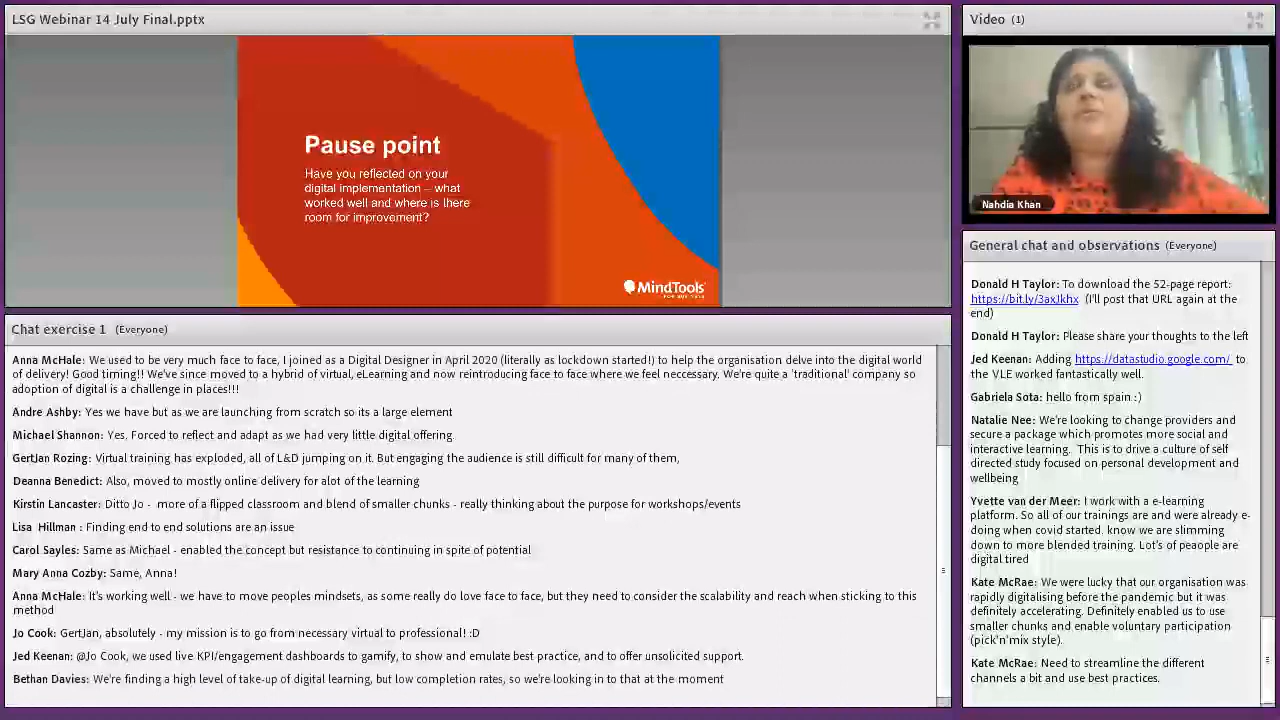 LSG Webinar 14 July Final.pptx
Pause point
Have you reflected on your
digital implementation – what
worked well and where is there
room for improvement?
MindTools
Video (1)
Nahdia Khan
Chat exercise 1 (Everyone)
Anna McHale: We used to be very much face to face, I joined as a Digital Designer in April 2020 (literally as lockdown started!) to help the organisation delve into the digital world
of delivery! Good timing!! We've since moved to a hybrid of virtual, eLearning and now reintroducing face to face where we feel neccessary. We're quite a 'traditional' company so
adoption of digital is a challenge in places!!!
Andre Ashby: Yes we have but as we are launching from scratch so its a large element
Michael Shannon: Yes. Forced to reflect and adapt as we had very little digital offering
GertJan Rozing: Virtual training has exploded, all of L&D jumping on it. But engaging the audience is still difficult for many of them,
Deanna Benedict: Also, moved to mostly online delivery for alot of the learning
Kirstin Lancaster: Ditto Jo - more of a flipped classroom and blend of smaller chunks - really thinking about the purpose for workshops/events
Lisa Hillman : Finding end to end solutions are an issue
Carol Sayles: Same as Michael - enabled the concept but resistance to continuing in spite of potential
Mary Anna Cozby: Same, Anna!
Anna McHale: It's working well - we have to move peoples mindsets, as some really do love face to face, but they need to consider the scalability and reach when sticking to this
method
Jo Cook: GertJan, absolutely - my mission is to go from necessary virtual to professional! :D
Jed Keenan: @Jo Cook, we used live KPI/engagement dashboards to gamify, to show and emulate best practice, and to offer unsolicited support.
Bethan Davies: We're finding a high level of take-up of digital learning, but low completion rates, so we're looking in to that at the moment
General chat and observations (Everyone)
Donald H Taylor: To download the 52-page report:
https://bit.ly/3axJkhx (I'll post that URL again at the
end)
Donald H Taylor: Please share your thoughts to the left
Jed Keenan: Adding https://datastudio.google.com/ to
the VLE worked fantastically well.
Gabriela Sota: hello from spain :)
Natalie Nee: We're looking to change providers and
secure a package which promotes more social and
interactive learning. This is to drive a culture of self
directed study focused on personal development and
wellbeing
Yvette van der Meer: I work with a e-learning
platform. So all of our trainings are and were already e-
doing when covid started. know we are slimming
down to more blended training. Lot's of peaople are
digital tired
Kate McRae: We were lucky that our organisation was
rapidly digitalising before the pandemic but it was
definitely accelerating. Definitely enabled us to use
smaller chunks and enable voluntary participation
(pick'n'mix style).
Kate McRae: Need to streamline the different
channels a bit and use best practices.